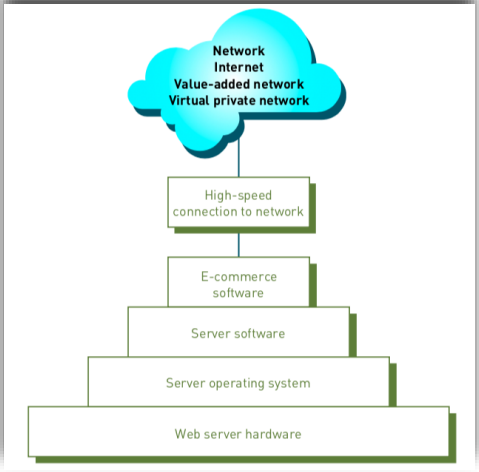 Network
Internet
Value-added network
Virtual private network
High-speed
connection to network
E-commerce
software
Server software
Server operating system
Web server hardware